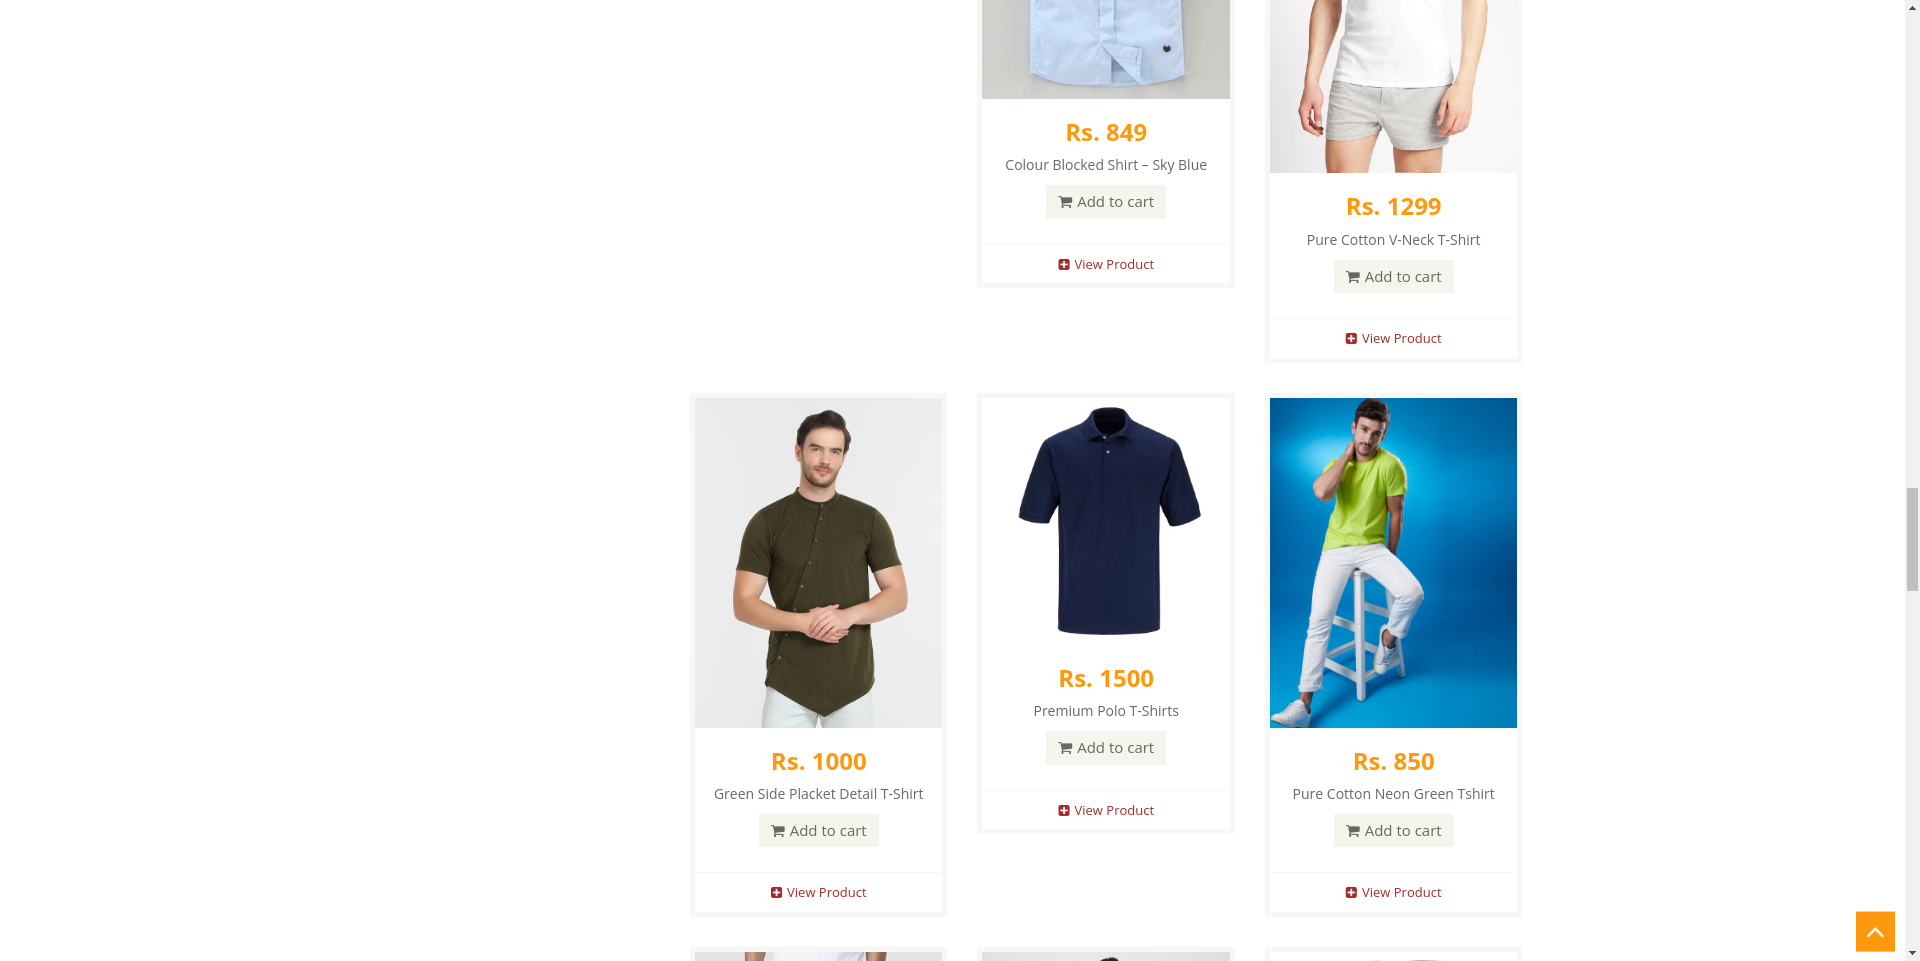 Rs. 849
Colour Blocked Shirt – Sky Blue
Add to cart
View Product
Rs. 1299
Pure Cotton V-Neck T-Shirt
Add to cart
View Product
Rs. 1000
Green Side Placket Detail T-Shirt
Add to cart
View Product
Rs. 1500
Premium Polo T-Shirts
Add to cart
View Product
Rs. 850
Pure Cotton Neon Green Tshirt
Add to cart
View Product